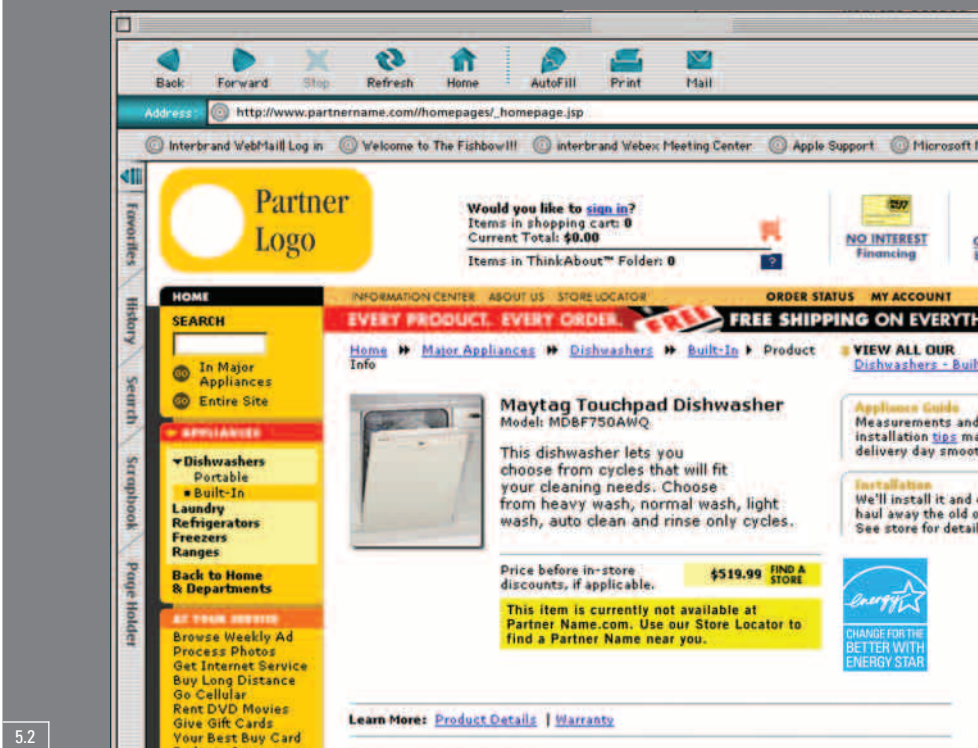 Back Forward Stop Refresh Home AutoFill Print Mail
Address: http://www.partnername.com//homepages/_homepage.jsp
Interbrand WebMail| Log in Welcome to The Fishbowl!! interbrand Webex Meeting Center Apple Support Microsoft
Favorites
History
Search
Scrapbook
Page Holder
Partner
Logo
Would you like to sign in?
Items in shopping cart: 0
Current Total: $0.00
Items in ThinkAbout™ Folder: 0
?
NO INTEREST
Financing
HOME
INFORMATION CENTER ABOUT US STORE LOCATOR ORDER STATUS MY ACCOUNT
EVERY PRODUCT. EVERY ORDER. FREE FREE SHIPPING ON EVERYTH
SEARCH
GO In Major
Appliances
GO Entire Site
APPLIANCES
Dishwashers
Portable
Built-In
Laundry
Refrigerators
Freezers
Ranges
Back to Home
& Departments
AT YOUR SERVICE
Browse Weekly Ad
Process Photos
Get Internet Service
Buy Long Distance
Go Cellular
Rent DVD Movies
Give Gift Cards
Your Best Buy Card
Home Major Appliances Dishwashers Built-In Product
Info
Maytag Touchpad Dishwasher
Model: MDBF750AWQ
This dishwasher lets you
choose from cycles that will fit
your cleaning needs. Choose
from heavy wash, normal wash, light
wash, auto clean and rinse only cycles.
Price before in-store
discounts, if applicable.
$519.99 FIND A
STORE
This item is currently not available at
Partner Name.com. Use our Store Locator to
find a Partner Name near you.
Learn More: Product Details | Warranty
VIEW ALL OUR
Dishwashers - Buil
Appliance Guide
Measurements and
installation tips ma
delivery day smoot
Installation
We'll install it and
haul away the old o
See store for detail
energy
CHANGE FOR THE
BETTER WITH
ENERGY STAR
5.2